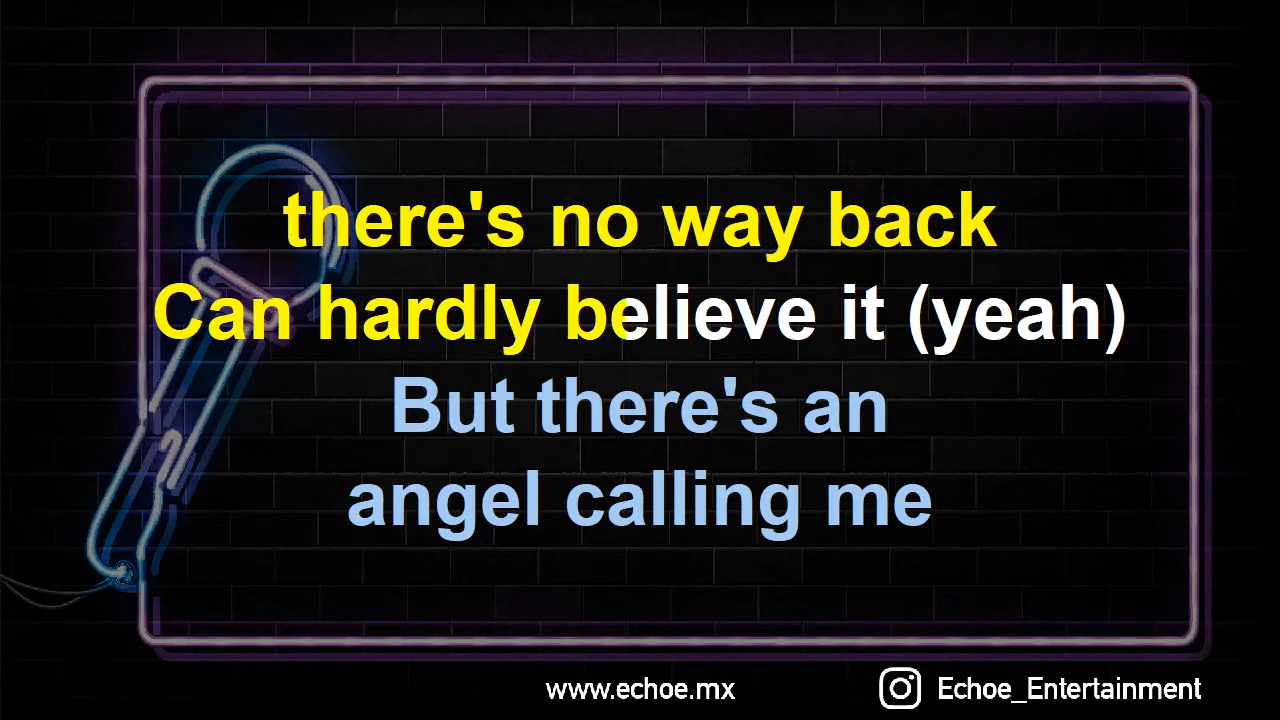 there's no way back
Can hardly believe it (yeah)
But there's an
angel calling me
www.echoe.mx
Echoe_Entertainment